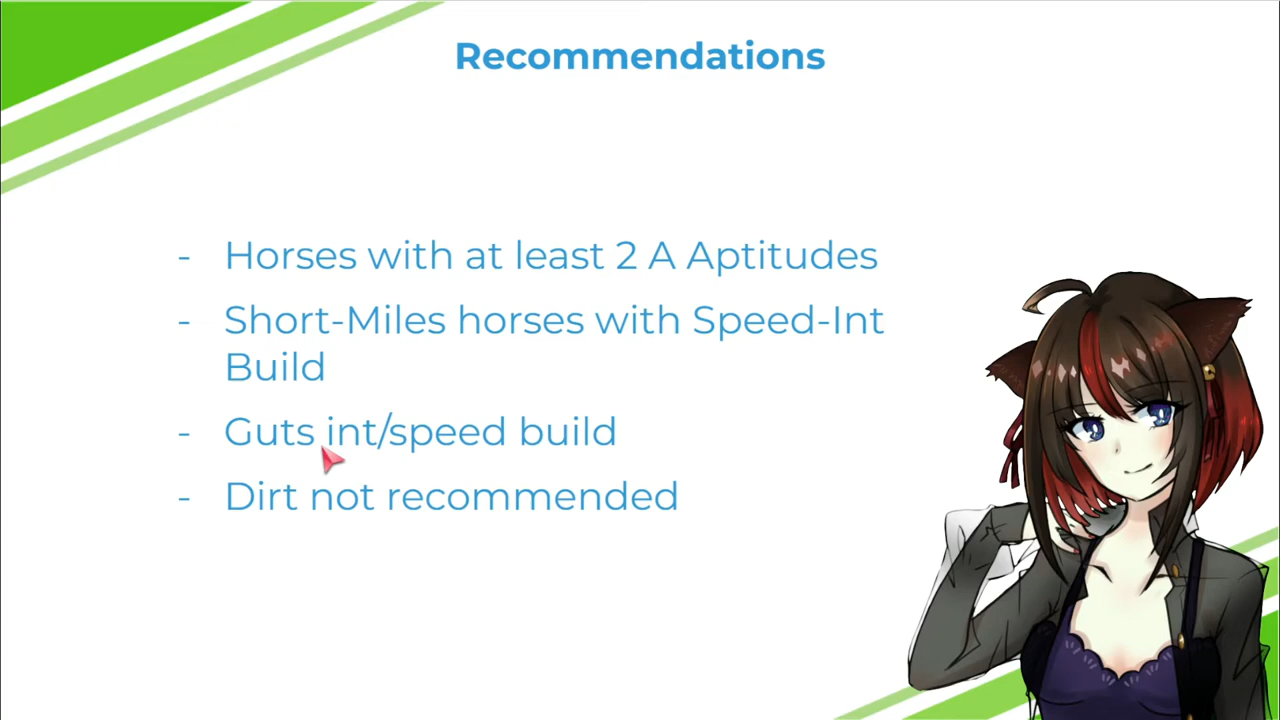 Recommendations
- Horses with at least 2 A Aptitudes
- Short-Miles horses with Speed-Int
Build
- Guts int/speed build
- Dirt not recommended